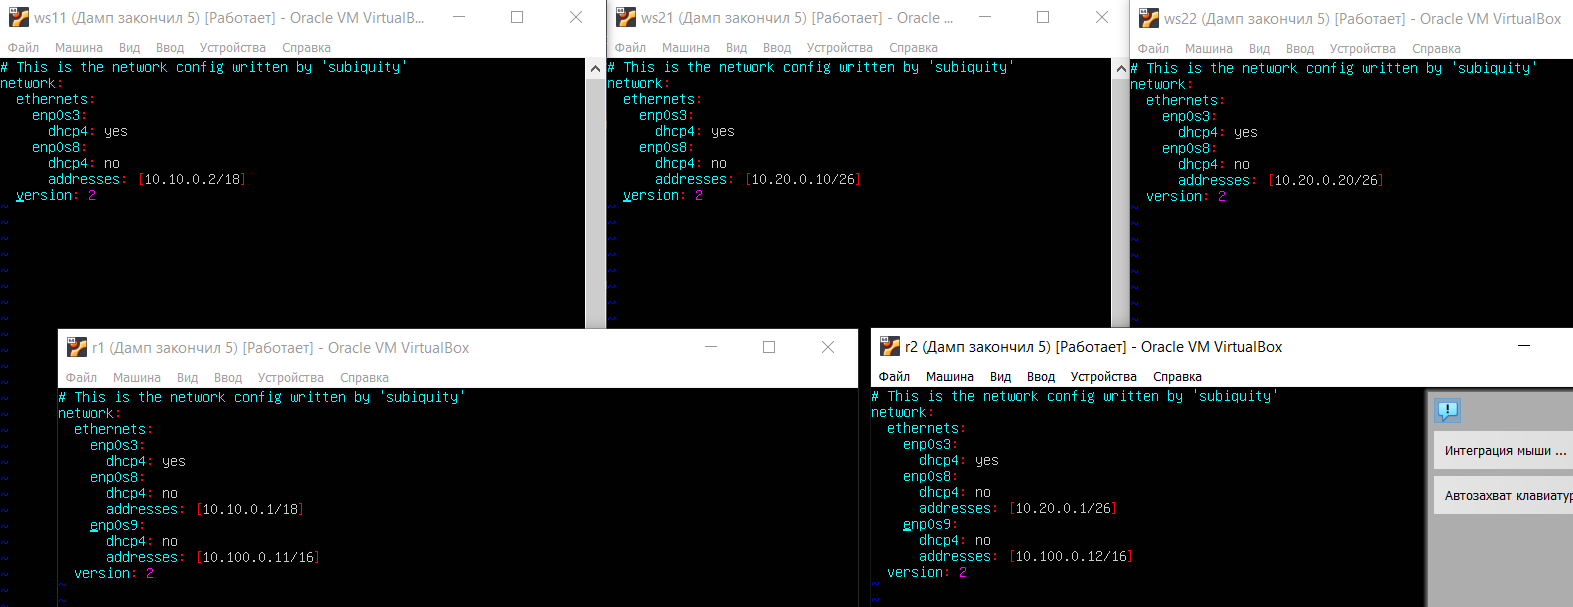 ws11 (Дамп закончил 5) [Работает] - Oracle VM VirtualB...
Файл Машина Вид Ввод Устройства Справка
# This is the network config written by 'subiquity'
network:
  ethernets:
    enp0s3:
      dhcp4: yes
    enp0s8:
      dhcp4: no
      addresses: [10.10.0.2/18]
  version: 2
ws21 (Дамп закончил 5) [Работает] - Oracle ...
Файл Машина Вид Ввод Устройства Справка
# This is the network config written by 'subiquity'
network:
  ethernets:
    enp0s3:
      dhcp4: yes
    enp0s8:
      dhcp4: no
      addresses: [10.20.0.10/26]
  version: 2
ws22 (Дамп закончил 5) [Работает] - Oracle VM VirtualBox
Файл Машина Вид Ввод Устройства Справка
# This is the network config written by 'subiquity'
network:
  ethernets:
    enp0s3:
      dhcp4: yes
    enp0s8:
      dhcp4: no
      addresses: [10.20.0.20/26]
  version: 2
r1 (Дамп закончил 5) [Работает] - Oracle VM VirtualBox
Файл Машина Вид Ввод Устройства Справка
# This is the network config written by 'subiquity'
network:
  ethernets:
    enp0s3:
      dhcp4: yes
    enp0s8:
      dhcp4: no
      addresses: [10.10.0.1/18]
    enp0s9:
      dhcp4: no
      addresses: [10.100.0.11/16]
  version: 2
r2 (Дамп закончил 5) [Работает] - Oracle VM VirtualBox
Файл Машина Вид Ввод Устройства Справка
# This is the network config written by 'subiquity'
network:
  ethernets:
    enp0s3:
      dhcp4: yes
    enp0s8:
      dhcp4: no
      addresses: [10.20.0.1/26]
    enp0s9:
      dhcp4: no
      addresses: [10.100.0.12/16]
  version: 2
Интеграция мыши ...
Автозахват клавиатур